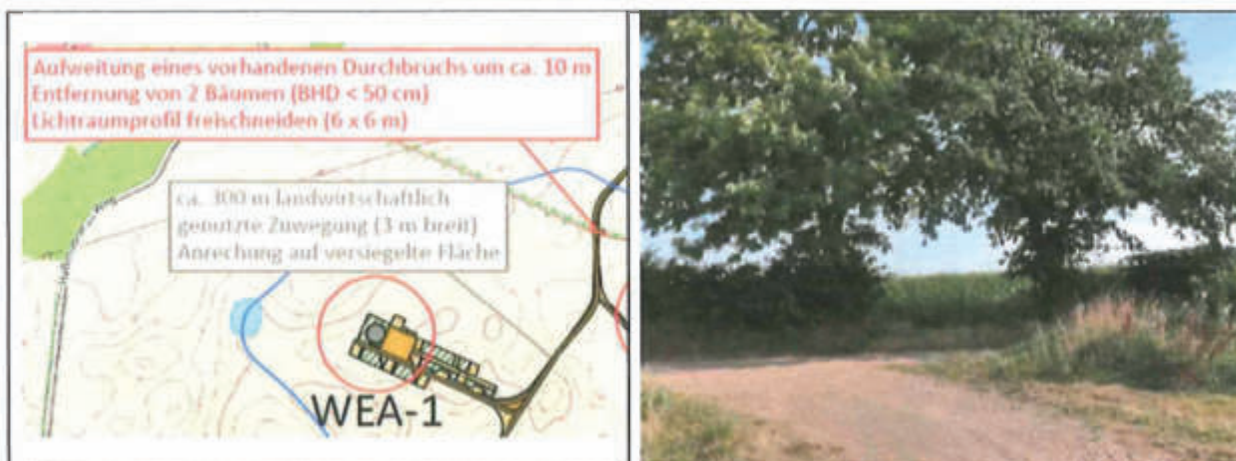 Aufweitung eines vorhandenen Durchbruchs um ca. 10 m
Entfernung von 2 Bäumen (BHD < 50 cm)
Lichtraumprofil freischneiden (6 x 6 m)
ca. 300 m landwirtschaftlich
genutzte Zuwegung (3 m breit)
Anrechung auf versiegelte Fläche
WEA-1